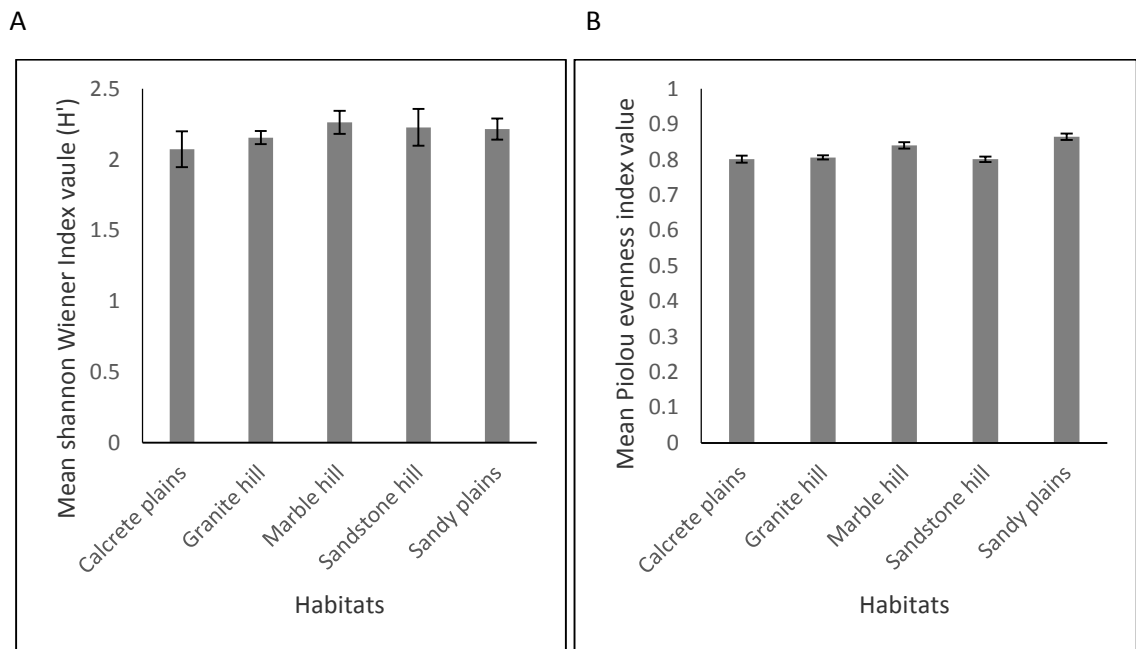 A
B
Mean shannon Wiener Index vaule (H')
2.5
2
1.5
1
0.5
0
Calcrete plains
Granite hill
Marble hill
Sandstone hill
Sandy plains
Habitats
Mean Piolou evenness index value
1
0.9
0.8
0.7
0.6
0.5
0.4
0.3
0.2
0.1
0
Calcrete plains
Granite hill
Marble hill
Sandstone hill
Sandy plains
Habitats